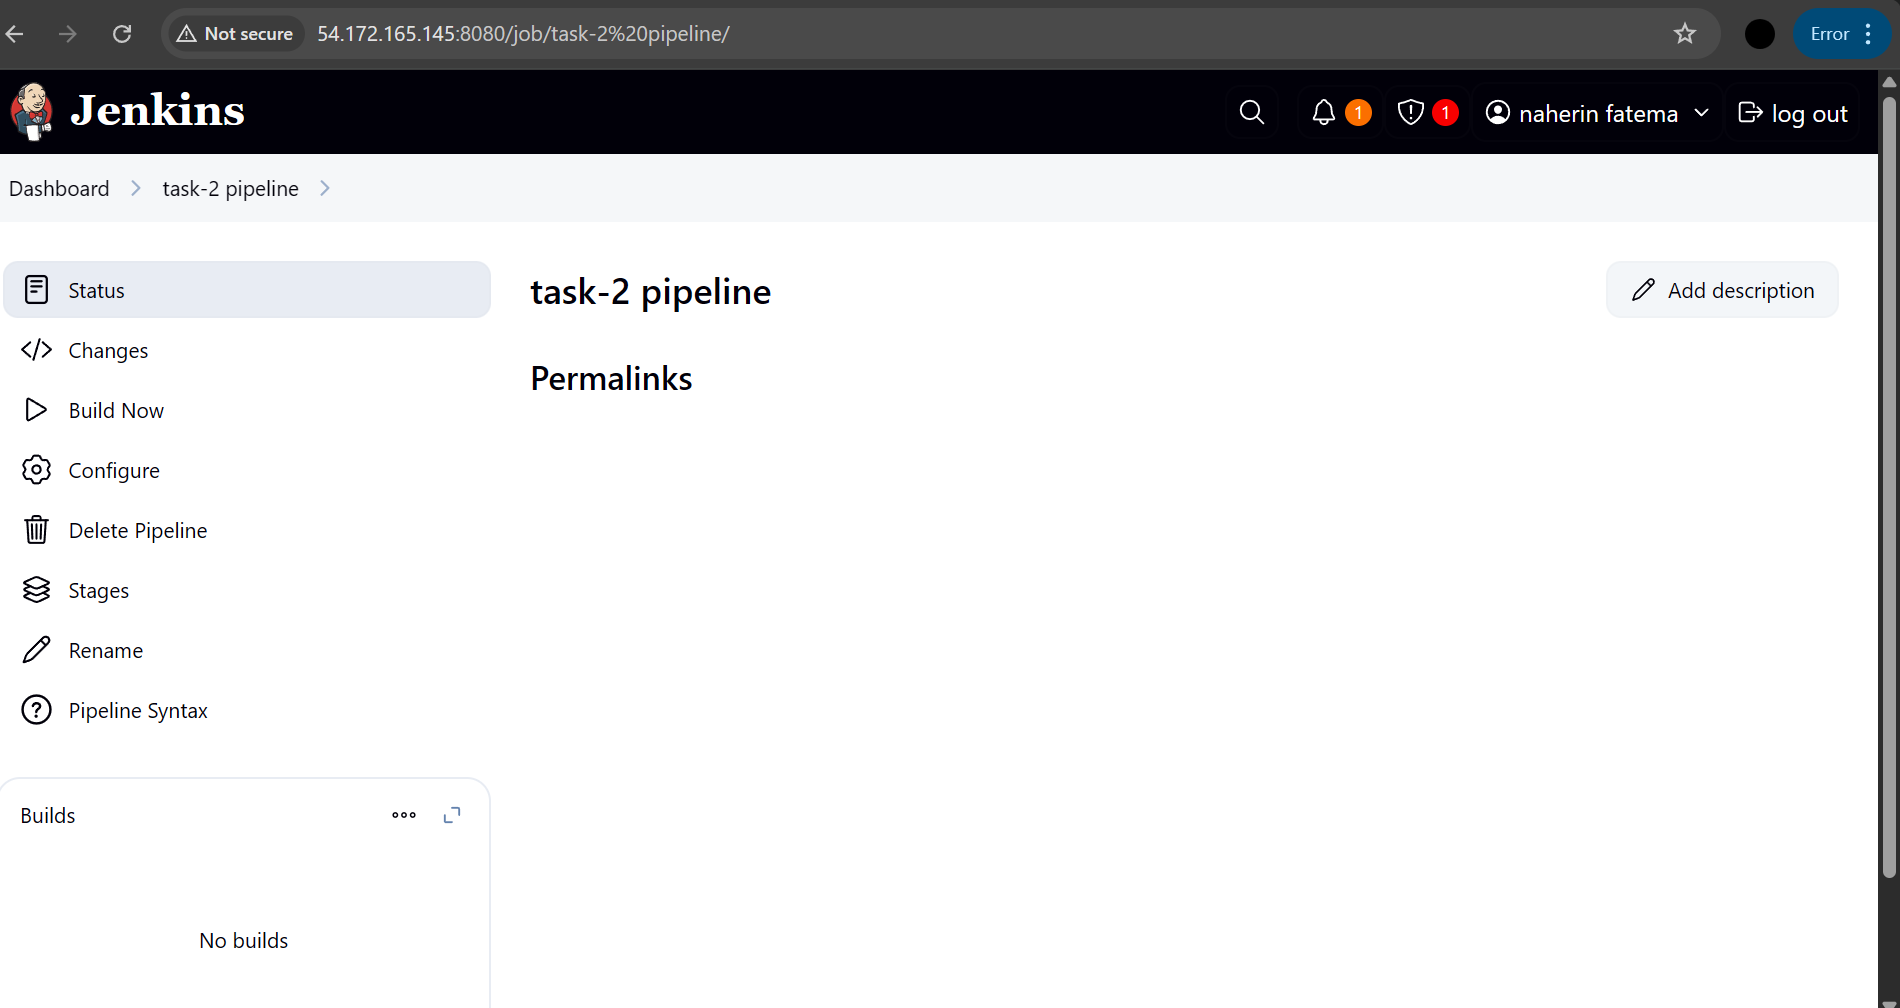 Not secure 54.172.165.145:8080/job/task-2%20pipeline/ Error
Jenkins 1 1 naherin fatema log out
Dashboard task-2 pipeline
Status
Changes
Build Now
Configure
Delete Pipeline
Stages
Rename
Pipeline Syntax
Builds
No builds
task-2 pipeline
Add description
Permalinks